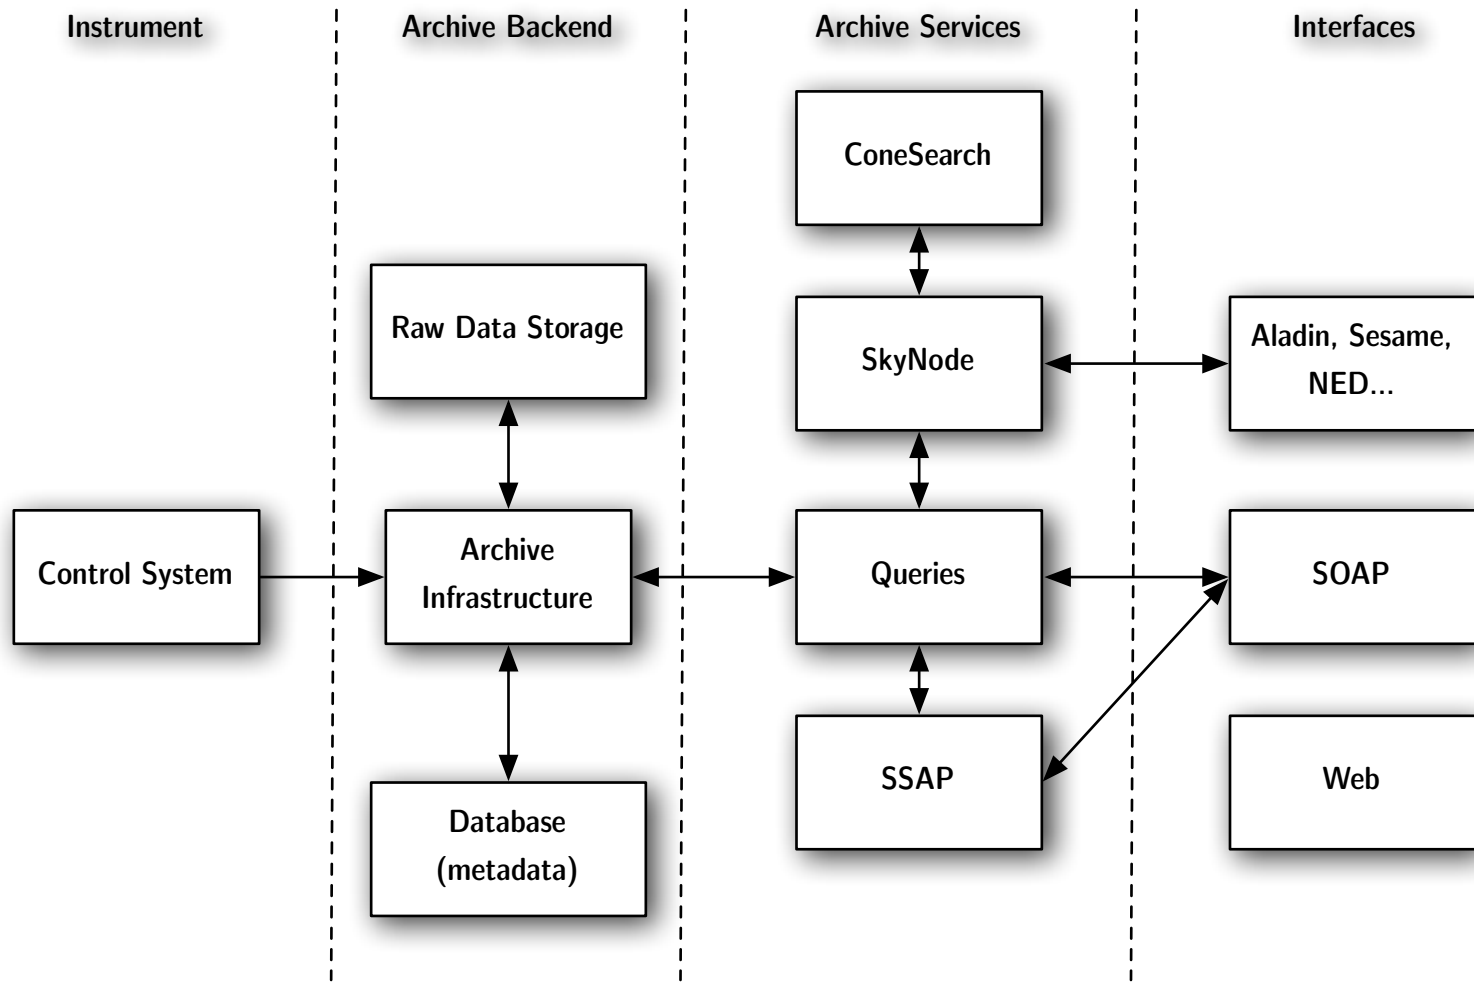 Instrument
Archive Backend
Archive Services
Interfaces
ConeSearch
Raw Data Storage
SkyNode
Aladin, Sesame,
NED...
Control System
Archive
Infrastructure
Queries
SOAP
Database
(metadata)
SSAP
Web